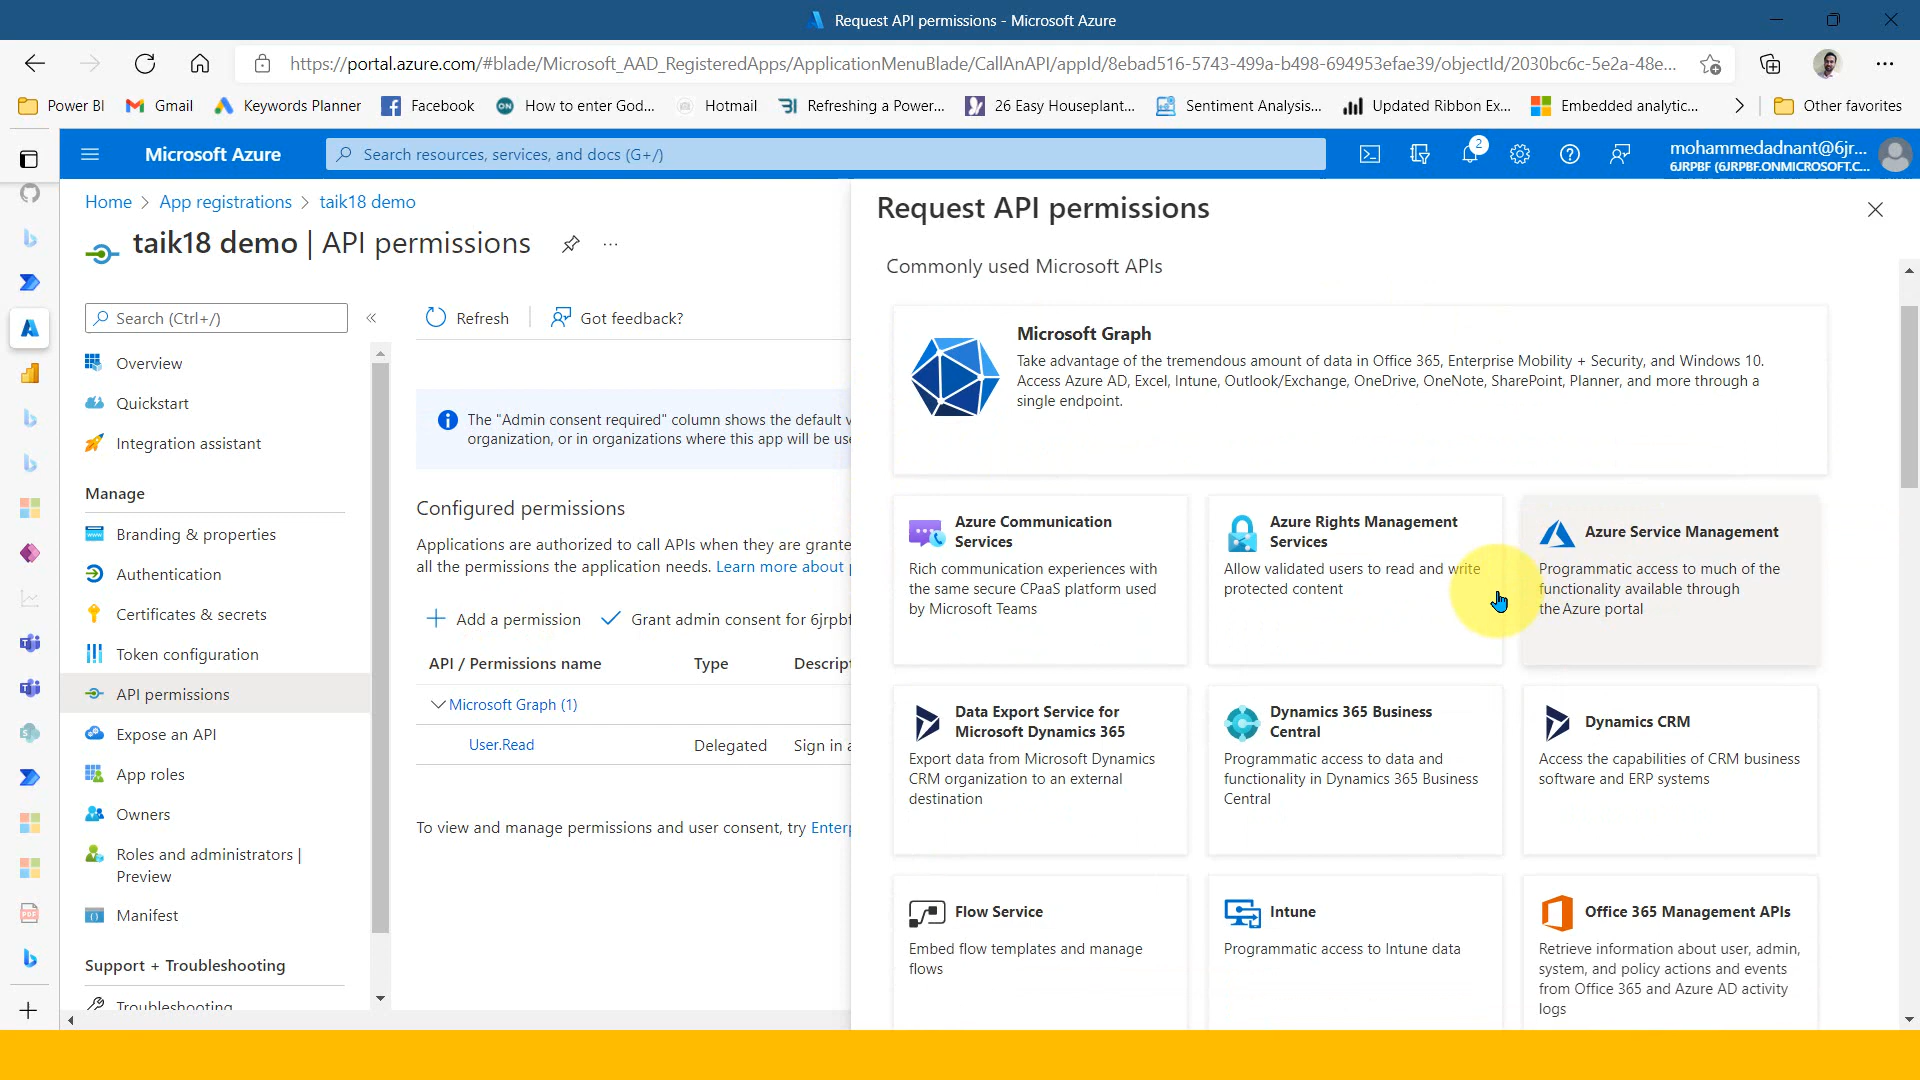 Request API permissions - Microsoft Azure
https://portal.azure.com/#blade/Microsoft_AAD_RegisteredApps/ApplicationMenuBlade/CallAnAPI/appId/8ebad516-5743-499a-b498-694953efae39/objectId/2030bc6c-5e2a-48e...
Power BI
Gmail
Keywords Planner
Facebook
How to enter God...
Hotmail
Refreshing a Power...
26 Easy Houseplant...
Sentiment Analysis...
Updated Ribbon Ex...
Embedded analytic...
Other favorites
Microsoft Azure
Search resources, services, and docs (G+/)
2
mohammedadnant@6jr...
6JRPBF (6JRPBF.ONMICROSOFT.C...
Home > App registrations > taik18 demo
taik18 demo | API permissions
Search (Ctrl+/)
Overview
Quickstart
Integration assistant
Manage
Branding & properties
Authentication
Certificates & secrets
Token configuration
API permissions
Expose an API
App roles
Owners
Roles and administrators |
Preview
Manifest
Support + Troubleshooting
Troubleshooting
Refresh
Got feedback?
The "Admin consent required" column shows the default v
organization, or in organizations where this app will be use
Configured permissions
Applications are authorized to call APIs when they are grante
all the permissions the application needs. Learn more about
Add a permission
Grant admin consent for 6jrpbf
API / Permissions name
Type
Descript
Microsoft Graph (1)
User.Read
Delegated
Sign in a
To view and manage permissions and user consent, try Enterp
Request API permissions
Commonly used Microsoft APIs
Microsoft Graph
Take advantage of the tremendous amount of data in Office 365, Enterprise Mobility + Security, and Windows 10.
Access Azure AD, Excel, Intune, Outlook/Exchange, OneDrive, OneNote, SharePoint, Planner, and more through a
single endpoint.
Azure Communication
Services
Rich communication experiences with
the same secure CPaaS platform used
by Microsoft Teams
Azure Rights Management
Services
Allow validated users to read and write
protected content
Azure Service Management
Programmatic access to much of the
functionality available through
the Azure portal
Data Export Service for
Microsoft Dynamics 365
Export data from Microsoft Dynamics
CRM organization to an external
destination
Dynamics 365 Business
Central
Programmatic access to data and
functionality in Dynamics 365 Business
Central
Dynamics CRM
Access the capabilities of CRM business
software and ERP systems
Flow Service
Embed flow templates and manage
flows
Intune
Programmatic access to Intune data
Office 365 Management APIs
Retrieve information about user, admin,
system, and policy actions and events
from Office 365 and Azure AD activity
logs